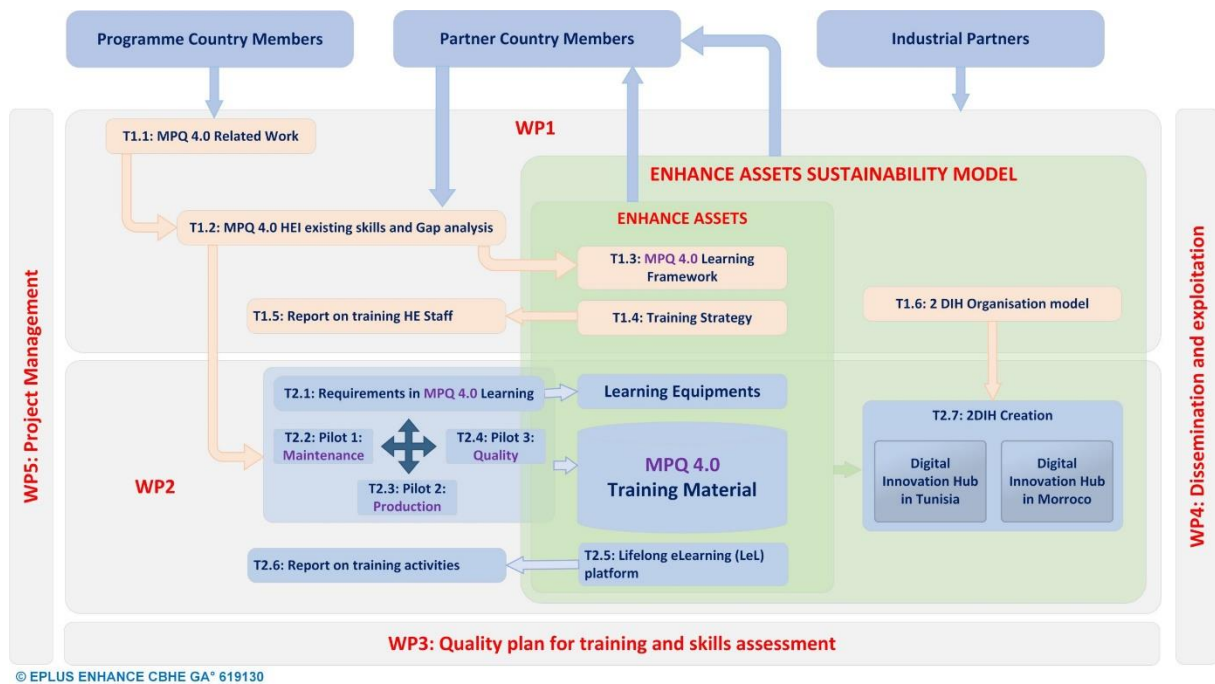 Programme Country Members
Partner Country Members
Industrial Partners
WP5: Project Management
WP1
T1.1: MPQ 4.0 Related Work
ENHANCE ASSETS SUSTAINABILITY MODEL
ENHANCE ASSETS
T1.2: MPQ 4.0 HEI existing skills and Gap analysis
T1.3: MPQ 4.0 Learning
Framework
T1.5: Report on training HE Staff
T1.4: Training Strategy
T1.6: 2 DIH Organisation model
WP2
T2.1: Requirements in MPQ 4.0 Learning
Learning Equipments
T2.2: Pilot 1:
Maintenance
T2.4: Pilot 3:
Quality
T2.3: Pilot 2:
Production
MPQ 4.0
Training Material
T2.7: 2DIH Creation
Digital
Innovation Hub
in Tunisia
Digital
Innovation Hub
in Morroco
T2.6: Report on training activities
T2.5: Lifelong eLearning (LeL)
platform
WP4: Dissemination and exploitation
WP3: Quality plan for training and skills assessment
© EPLUS ENHANCE CBHE GA° 619130